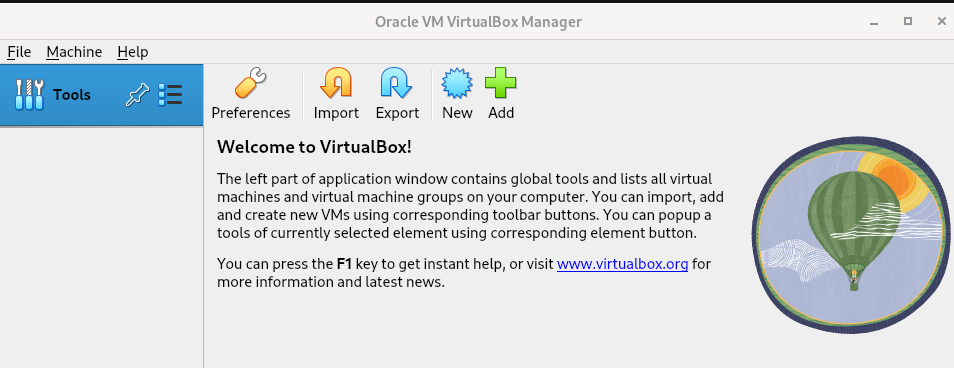 Oracle VM VirtualBox Manager
File Machine Help
Tools
Preferences Import Export New Add
Welcome to VirtualBox!
The left part of application window contains global tools and lists all virtual
machines and virtual machine groups on your computer. You can import, add
and create new VMs using corresponding toolbar buttons. You can popup a
tools of currently selected element using corresponding element button.
You can press the F1 key to get instant help, or visit www.virtualbox.org for
more information and latest news.